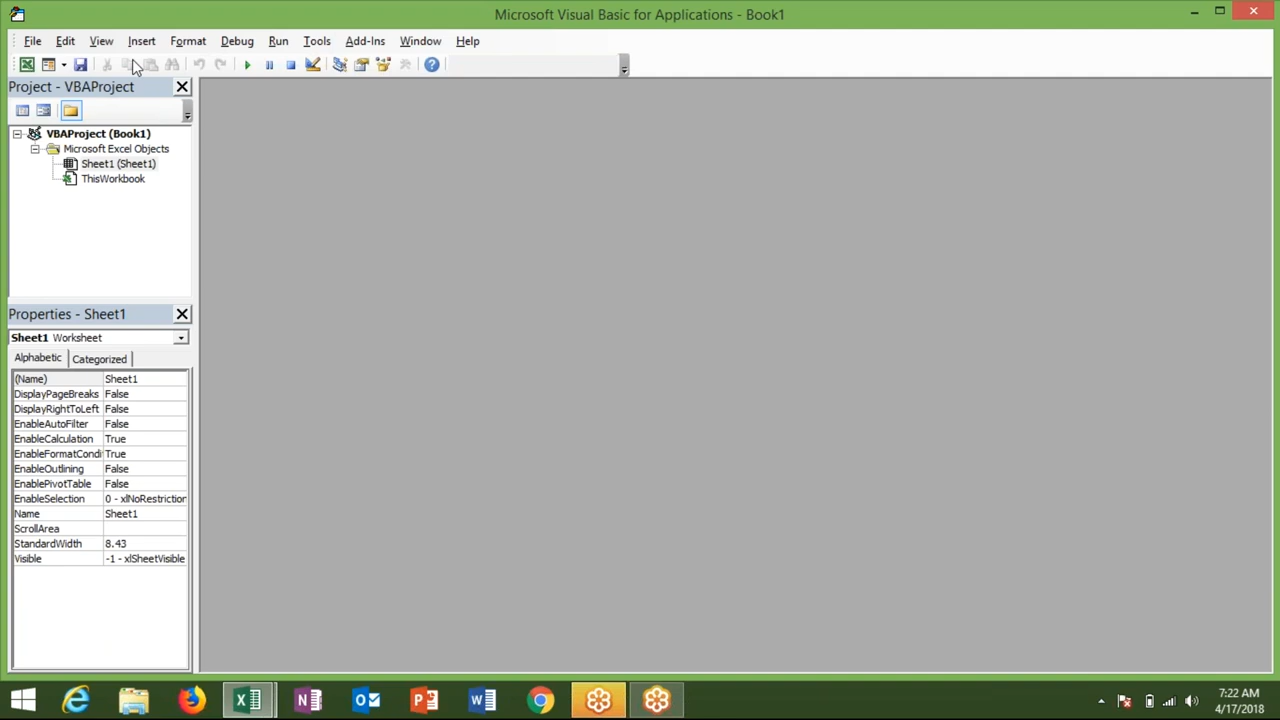 Microsoft Visual Basic for Applications - Book1
File Edit View Insert Format Debug Run Tools Add-Ins Window Help
Project - VBAProject
VBAProject (Book1)
Microsoft Excel Objects
Sheet1 (Sheet1)
ThisWorkbook
Properties - Sheet1
Sheet1 Worksheet
Alphabetic Categorized
(Name) Sheet1
DisplayPageBreaks False
DisplayRightToLeft False
EnableAutoFilter False
EnableCalculation True
EnableFormatCondi True
EnableOutlining False
EnablePivotTable False
EnableSelection 0 - xlNoRestriction
Name Sheet1
ScrollArea
StandardWidth 8.43
Visible -1 - xlSheetVisible
7:22 AM
4/17/2018